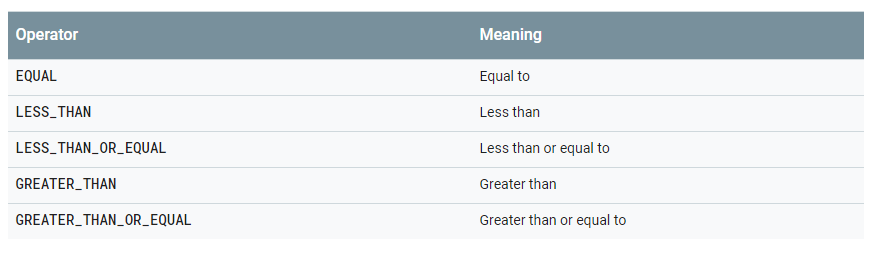 Operator Meaning
EQUAL Equal to
LESS_THAN Less than
LESS_THAN_OR_EQUAL Less than or equal to
GREATER_THAN Greater than
GREATER_THAN_OR_EQUAL Greater than or equal to